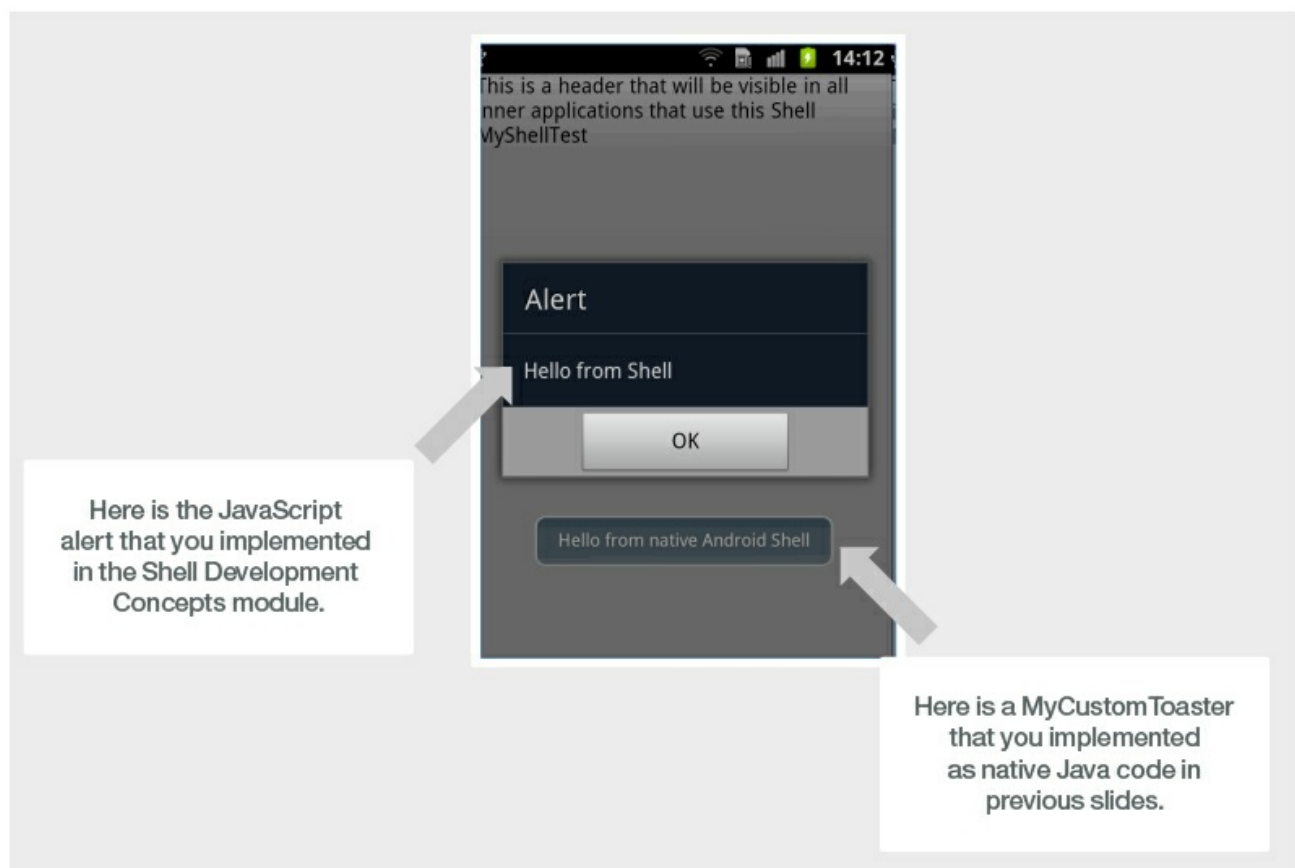 14:12
This is a header that will be visible in all
inner applications that use this Shell
MyShellTest
Alert
Hello from Shell
OK
Hello from native Android Shell
Here is the JavaScript
alert that you implemented
in the Shell Development
Concepts module.
Here is a MyCustomToaster
that you implemented
as native Java code in
previous slides.